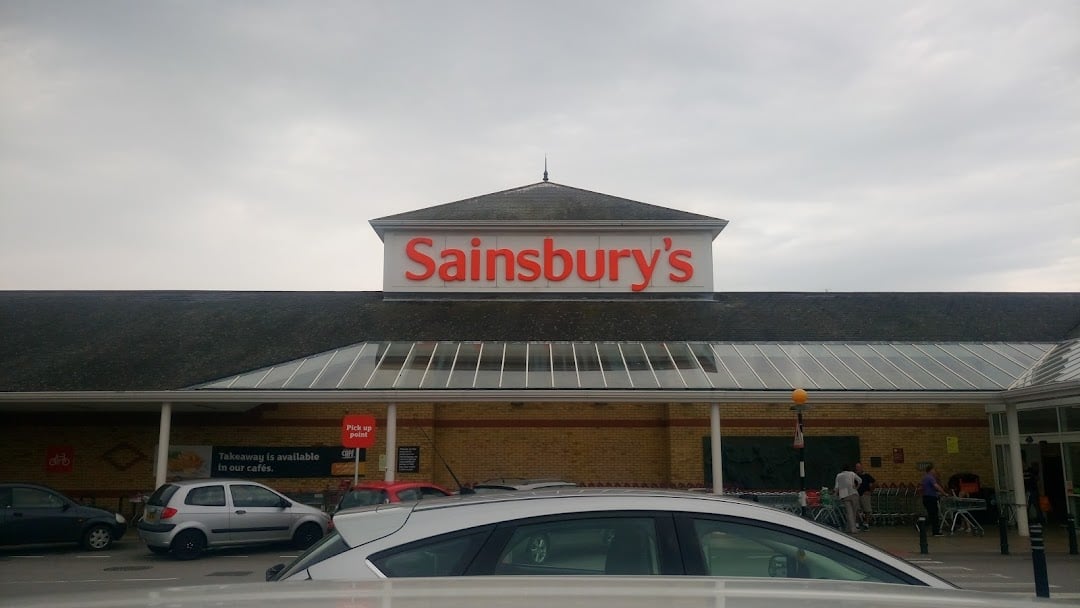 Sainsbury's
Pick up
point
Takeaway is available
in our cafés.